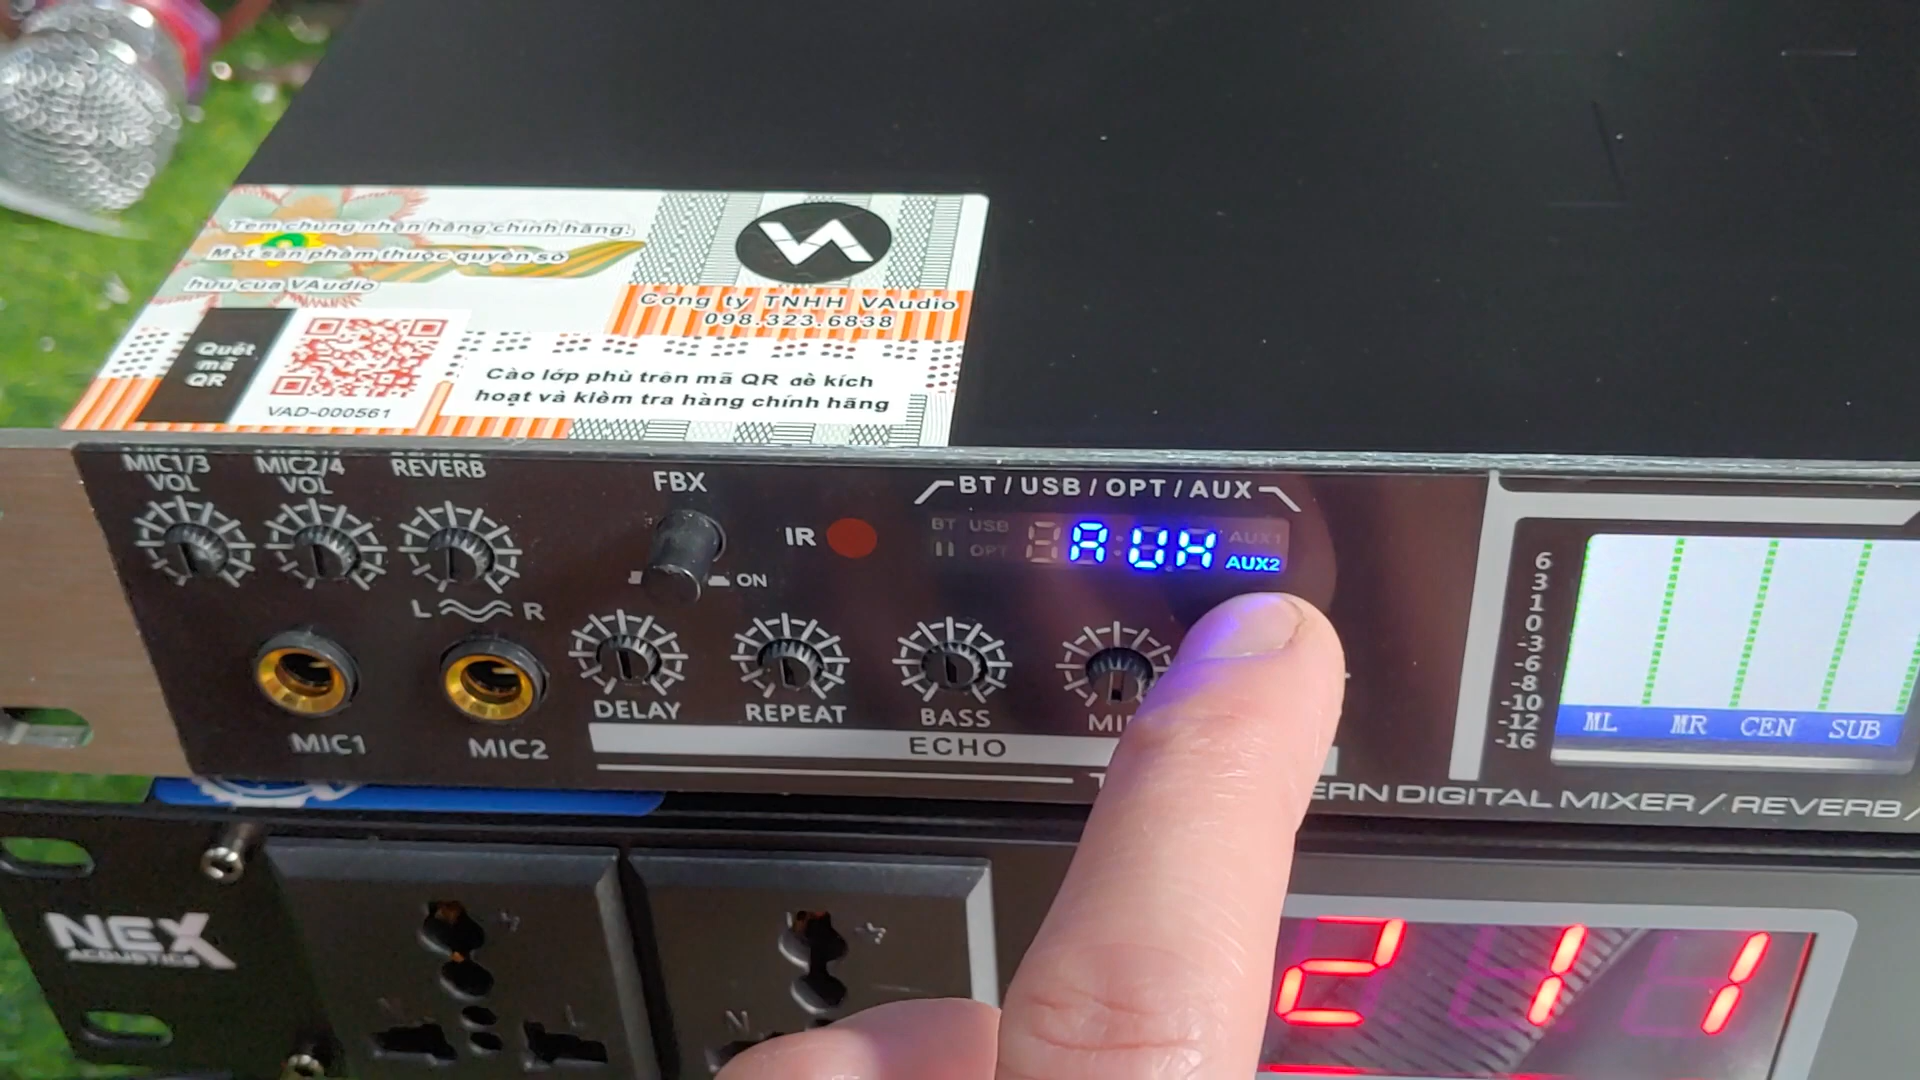 Tem chứng nhận hàng chính hãng.
Một sản phẩm thuộc quyền sở
hữu của VAudio
Công ty TNHH VAudio
098.323.6838
Quét
mã
QR
VAD-000561
Cào lớp phủ trên mã QR để kích
hoạt và kiểm tra hàng chính hãng
MIC1/3
VOL
MIC2/4
VOL
REVERB
FBX
ON
IR
BT / USB / OPT / AUX
BT USB
OPT
AUX
AUX1
AUX2
L R
MIC1
MIC2
DELAY
REPEAT
BASS
ECHO
6
3
1
0
-3
-6
-8
-10
-12
-16
ML MR CEN SUB
DIGITAL MIXER / REVERB /
NEX
ACOUSTICS
N
L
N
211